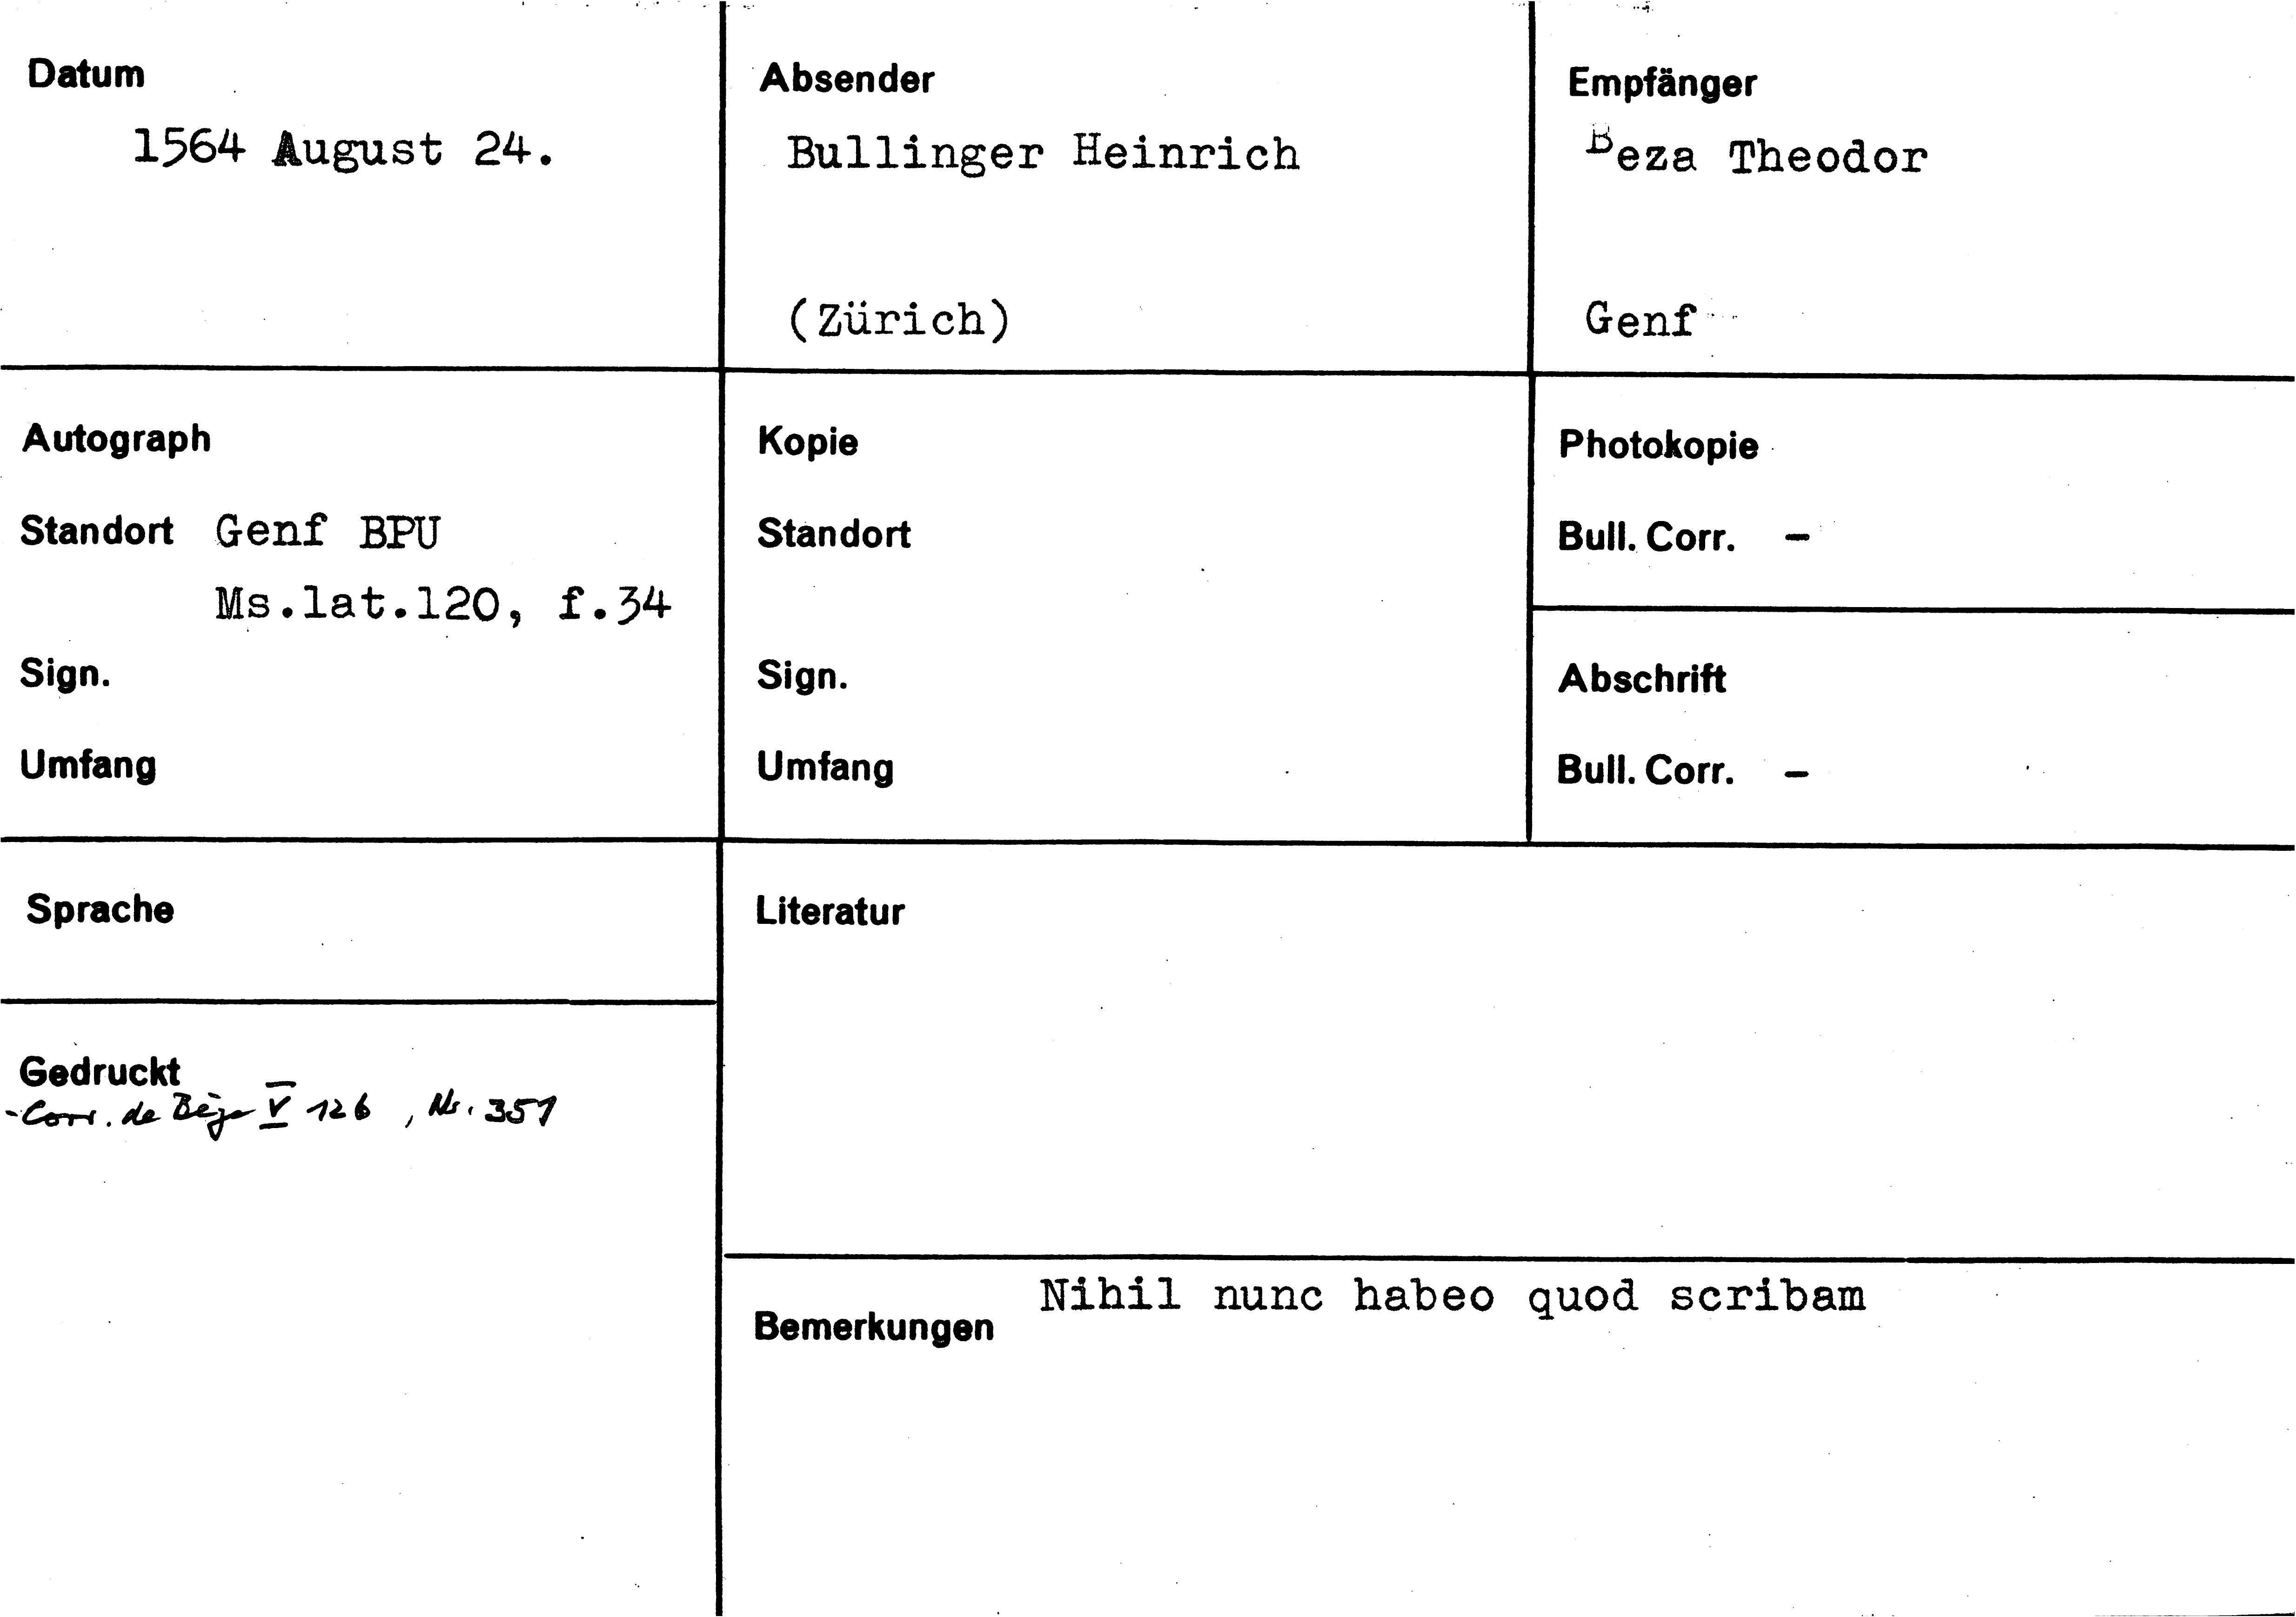 Datum
1564 August 24.
Absender
Bullinger Heinrich
(Zürich)
Empfänger
Beza Theodor
Genf
Autograph
Standort Genf BPU
Ms.lat.120, f.34
Sign.
Umfang
Kopie
Standort
Sign.
Umfang
Photokopie
Bull. Corr. –
Abschrift
Bull. Corr. –
Sprache
Gedruckt
- Corr. de Bèze V 126, Nr. 351
Literatur
Bemerkungen Nihil nunc habeo quod scribam